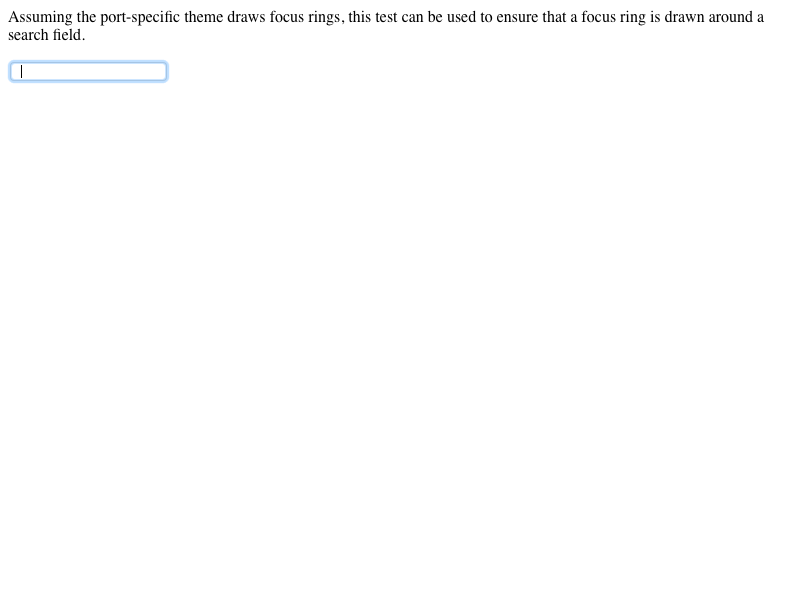 Assuming the port-specific theme draws focus rings, this test can be used to ensure that a focus ring is drawn around a
search field.